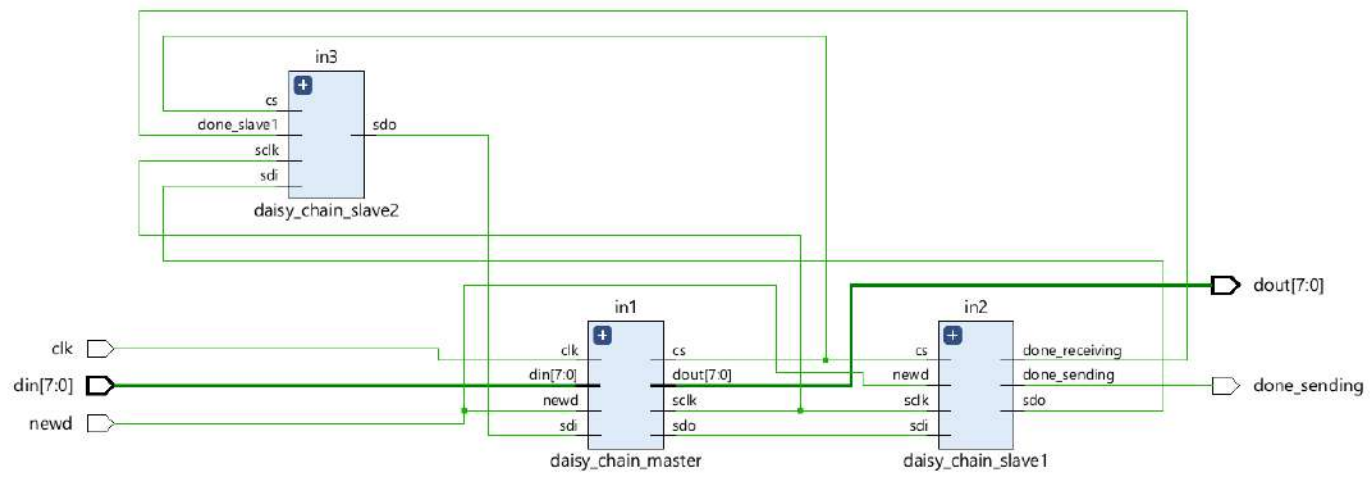 in3
cs
done_slave1
sdo
sclk
sdi
daisy_chain_slave2
dout[7:0]
in1
in2
clk
clk
cs
cs
done_receiving
din[7:0]
din[7:0]
dout[7:0]
newd
done_sending
done_sending
newd
newd
sclk
sclk
sdo
sdi
sdo
sdi
daisy_chain_master
daisy_chain_slave1